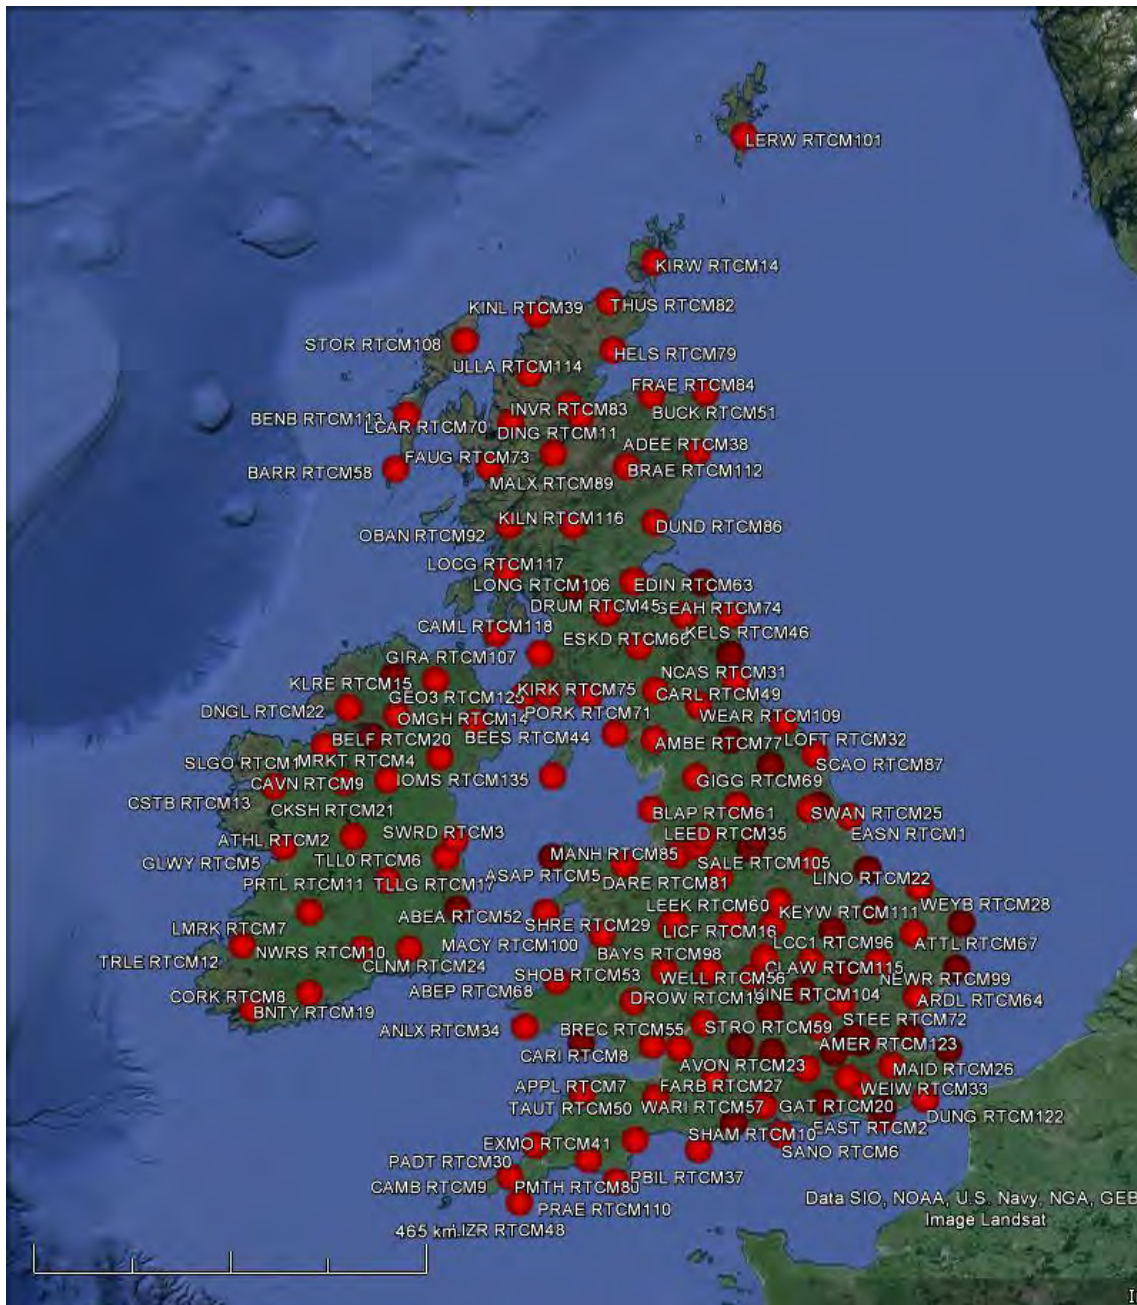 LERW RTCM101
KIRW RTCM14
KINL RTCM39
THUS RTCM82
STOR RTCM108
HELS RTCM79
ULLA RTCM114
FRAE RTCM84
INVR RTCM83
BUCK RTCM51
BENB RTCM113
LCAR RTCM70
DING RTCM11
ADEE RTCM38
FAUG RTCM73
BRAE RTCM112
BARR RTCM58
MALX RTCM89
KILN RTCM116
DUND RTCM86
OBAN RTCM92
LOCG RTCM117
LONG RTCM106
EDIN RTCM63
DRUM RTCM45
SEAH RTCM74
CAML RTCM118
KELS RTCM46
ESKD RTCM66
GIRA RTCM107
NCAS RTCM31
KLRE RTCM15
KIRK RTCM75
CARL RTCM49
GEO3 RTCM125
DNGL RTCM22
PORK RTCM71
WEAR RTCM109
OMGH RTCM14
BELF RTCM20
BEES RTCM44
AMBE RTCM77
LOFT RTCM32
SLGO RTCM1
MRKT RTCM4
SCAO RTCM87
CAVN RTCM9
IOMS RTCM135
GIGG RTCM69
CSTB RTCM13
CKSH RTCM21
BLAP RTCM61
SWAN RTCM25
SWRD RTCM3
LEED RTCM35
EASN RTCM1
ATHL RTCM2
GLWY RTCM5
TLL0 RTCM6
MANH RTCM85
SALE RTCM105
ASAP RTCM5
PRTL RTCM11
TLLG RTCM17
DARE RTCM81
LINO RTCM22
ABEA RTCM52
LEEK RTCM60
KEYW RTCM111
WEYB RTCM28
LMRK RTCM7
SHRE RTCM29
LICF RTCM16
NWRS RTCM10
MACY RTCM100
LCC1 RTCM96
ATTL RTCM67
TRLE RTCM12
CLNM RTCM24
BAYS RTCM98
CLAW RTCM115
SHOB RTCM53
WELL RTCM56
NEWR RTCM99
ABEP RTCM68
CORK RTCM8
DROW RTCM19
RTCM104
ARDL RTCM64
BNTY RTCM19
STEE RTCM72
ANLX RTCM34
BREC RTCM55
STRO RTCM59
AMER RTCM123
CARI RTCM8
AVON RTCM23
MAID RTCM26
APPL RTCM7
FARB RTCM27
WEIW RTCM33
TAUT RTCM50
WARI RTCM57
GAT RTCM20
DUNG RTCM122
EAST RTCM2
SHAM RTCM10
EXMO RTCM41
SANO RTCM6
PADT RTCM30
PBIL RTCM37
CAMB RTCM9
PMTH RTCM80
Data SIO, NOAA, U.S. Navy, NGA, GEB
PRAE RTCM110
Image Landsat
465 km
LIZR RTCM48